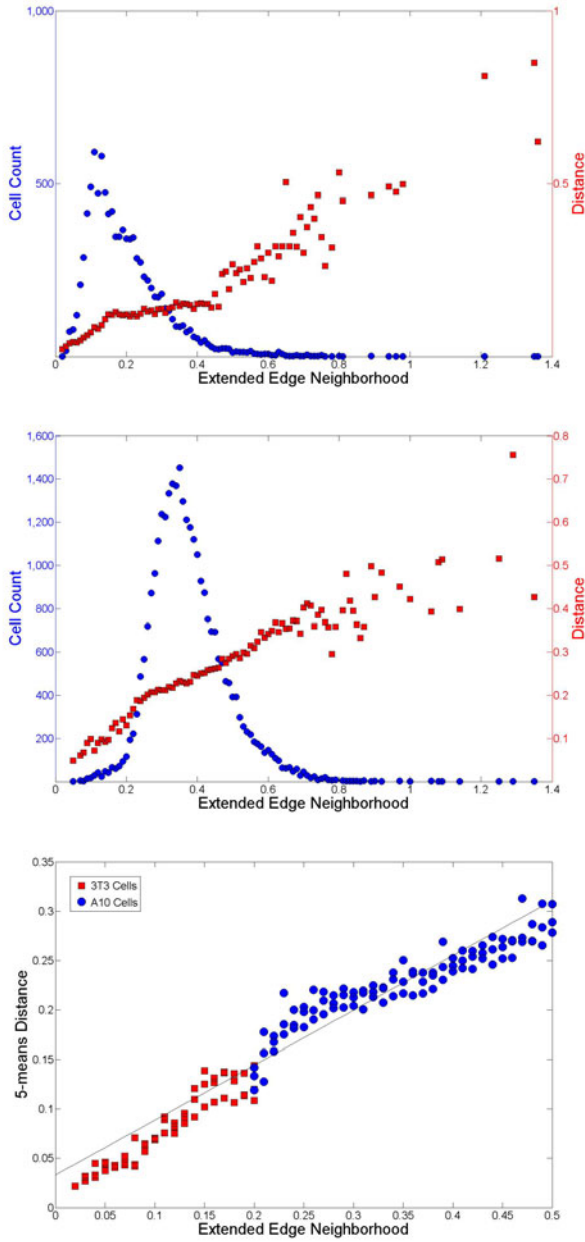 1,000
1
Cell Count
500
0.5
Distance
0 0.2 0.4 0.6 0.8 1 1.2 1.4
Extended Edge Neighborhood
1,600
0.8
1,400
0.7
1,200
0.6
1,000
0.5
Cell Count
800
0.4
Distance
600
0.3
400
0.2
200
0.1
0 0.2 0.4 0.6 0.8 1 1.2 1.4
Extended Edge Neighborhood
0.35
3T3 Cells
A10 Cells
0.3
0.25
0.2
5-means Distance
0.15
0.1
0.05
0
0 0.05 0.1 0.15 0.2 0.25 0.3 0.35 0.4 0.45 0.5
Extended Edge Neighborhood